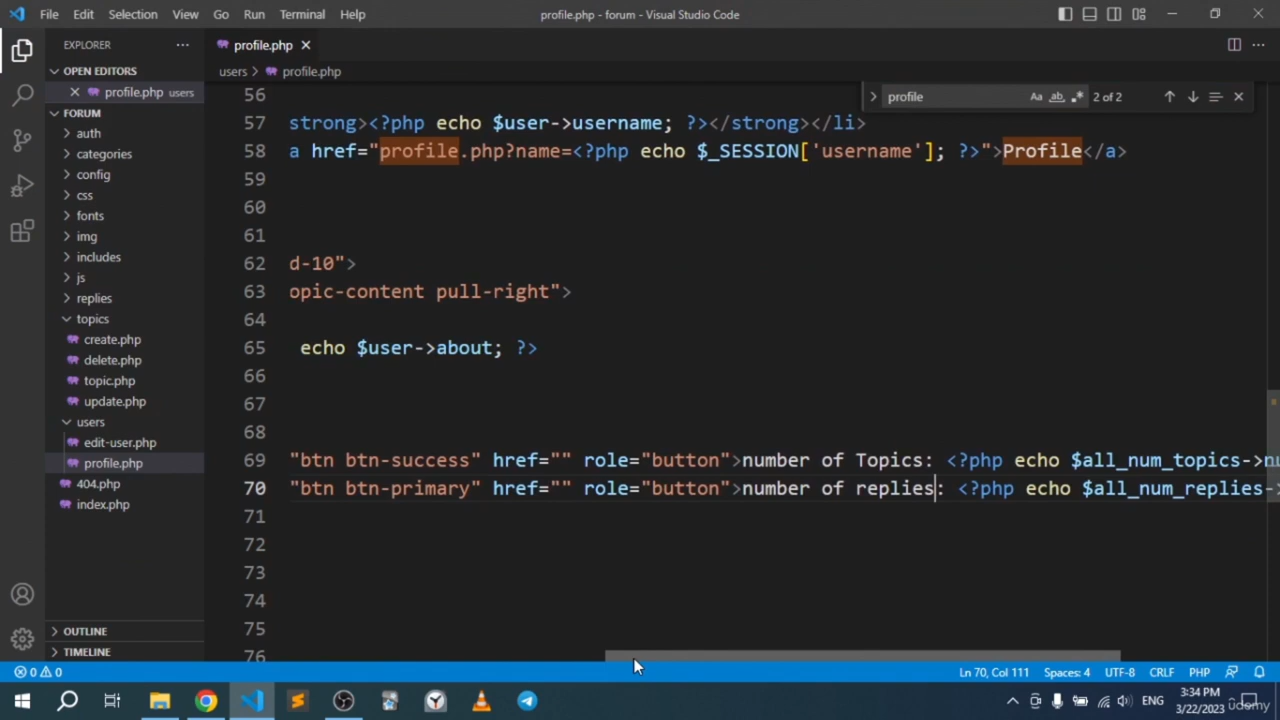 File Edit Selection View Go Run Terminal Help profile.php - forum - Visual Studio Code
EXPLORER
profile.php
OPEN EDITORS
profile.php users
users > profile.php
profile
Aa ab .* 2 of 2
FORUM
auth
categories
config
css
fonts
img
includes
js
replies
topics
create.php
delete.php
topic.php
update.php
users
edit-user.php
profile.php
404.php
index.php
OUTLINE
TIMELINE
56
57 strong><?php echo $user->username; ?></strong></li>
58 a href="profile.php?name=<?php echo $_SESSION['username']; ?>">Profile</a>
59
60
61
62 d-10">
63 opic-content pull-right">
64
65 echo $user->about; ?>
66
67
68
69 "btn btn-success" href="" role="button">number of Topics: <?php echo $all_num_topics->nu
70 "btn btn-primary" href="" role="button">number of replies: <?php echo $all_num_replies->
71
72
73
74
75
76
0 0 Ln 70, Col 111 Spaces: 4 UTF-8 CRLF PHP
ENG 3:34 PM
3/22/2023
udemy